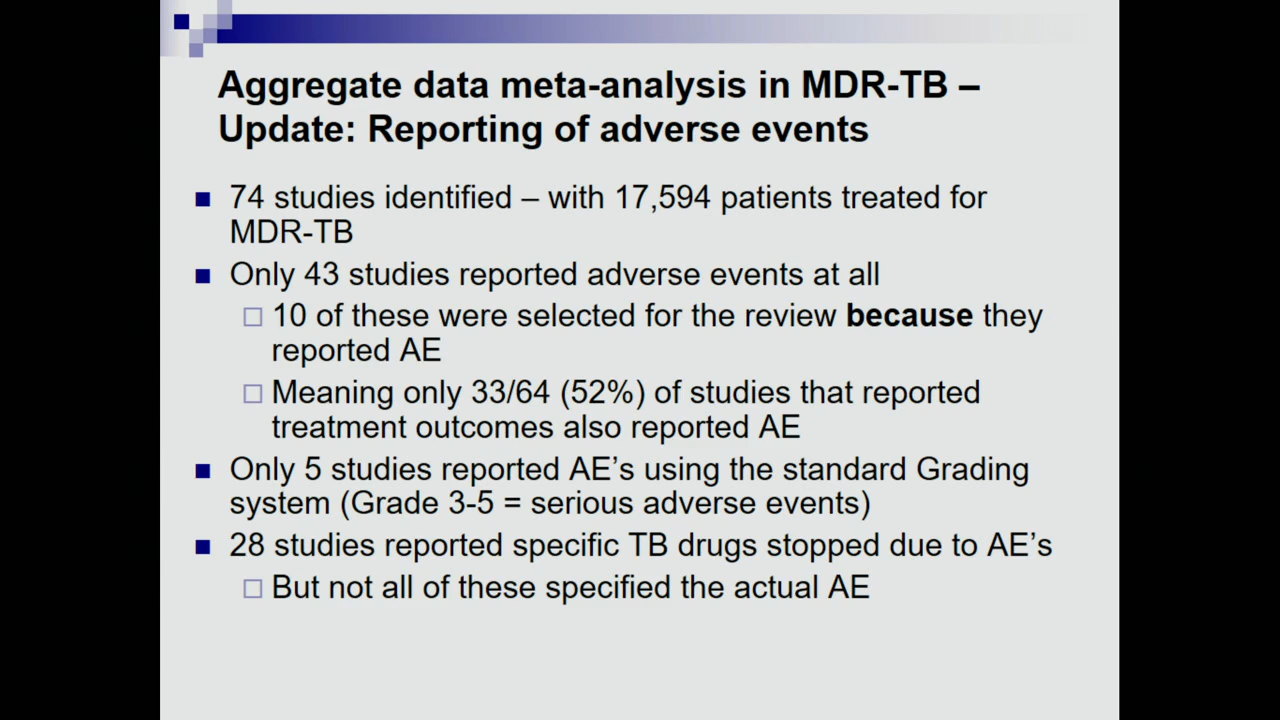 Aggregate data meta-analysis in MDR-TB –
Update: Reporting of adverse events
74 studies identified – with 17,594 patients treated for
MDR-TB
Only 43 studies reported adverse events at all
10 of these were selected for the review because they
reported AE
Meaning only 33/64 (52%) of studies that reported
treatment outcomes also reported AE
Only 5 studies reported AE’s using the standard Grading
system (Grade 3-5 = serious adverse events)
28 studies reported specific TB drugs stopped due to AE’s
But not all of these specified the actual AE